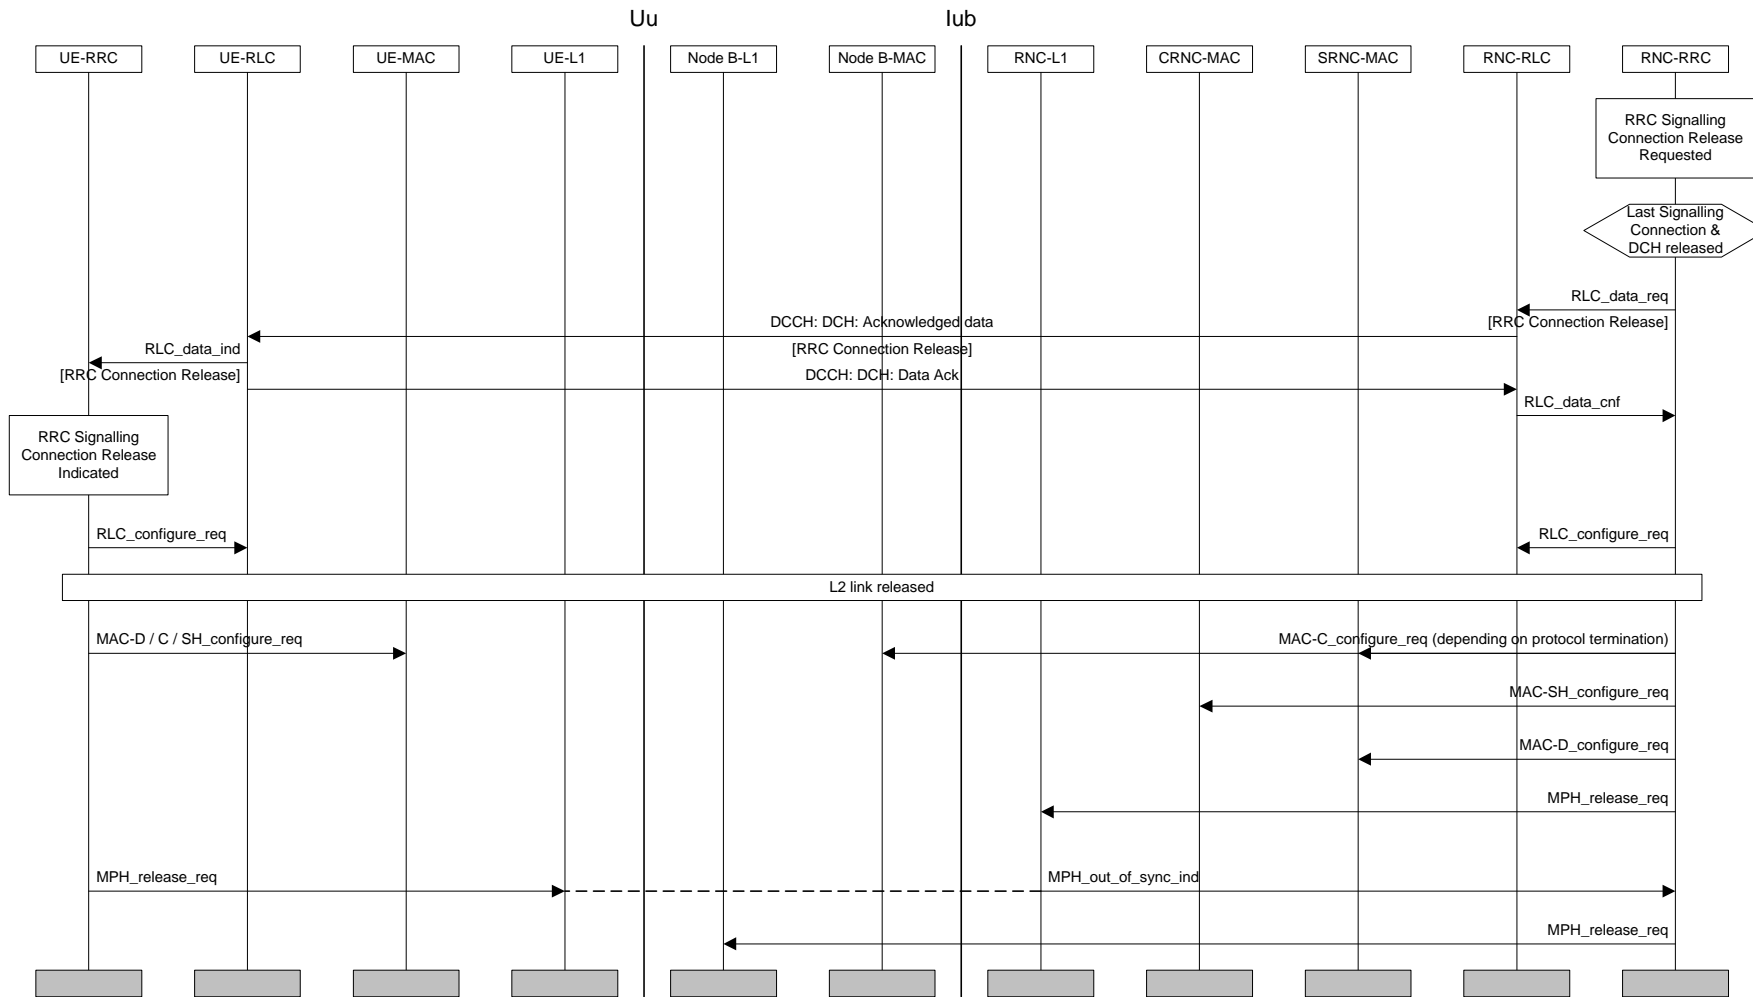 Uu
Iub
UE-RRC
UE-RLC
UE-MAC
UE-L1
Node B-L1
Node B-MAC
RNC-L1
CRNC-MAC
SRNC-MAC
RNC-RLC
RNC-RRC
RRC Signalling
Connection Release
Requested
Last Signalling
Connection &
DCH released
RLC_data_req
[RRC Connection Release]
DCCH: DCH: Acknowledged data
[RRC Connection Release]
RLC_data_ind
[RRC Connection Release]
DCCH: DCH: Data Ack
RLC_data_cnf
RRC Signalling
Connection Release
Indicated
RLC_configure_req
RLC_configure_req
L2 link released
MAC-D / C / SH_configure_req
MAC-C_configure_req (depending on protocol termination)
MAC-SH_configure_req
MAC-D_configure_req
MPH_release_req
MPH_release_req
MPH_out_of_sync_ind
MPH_release_req